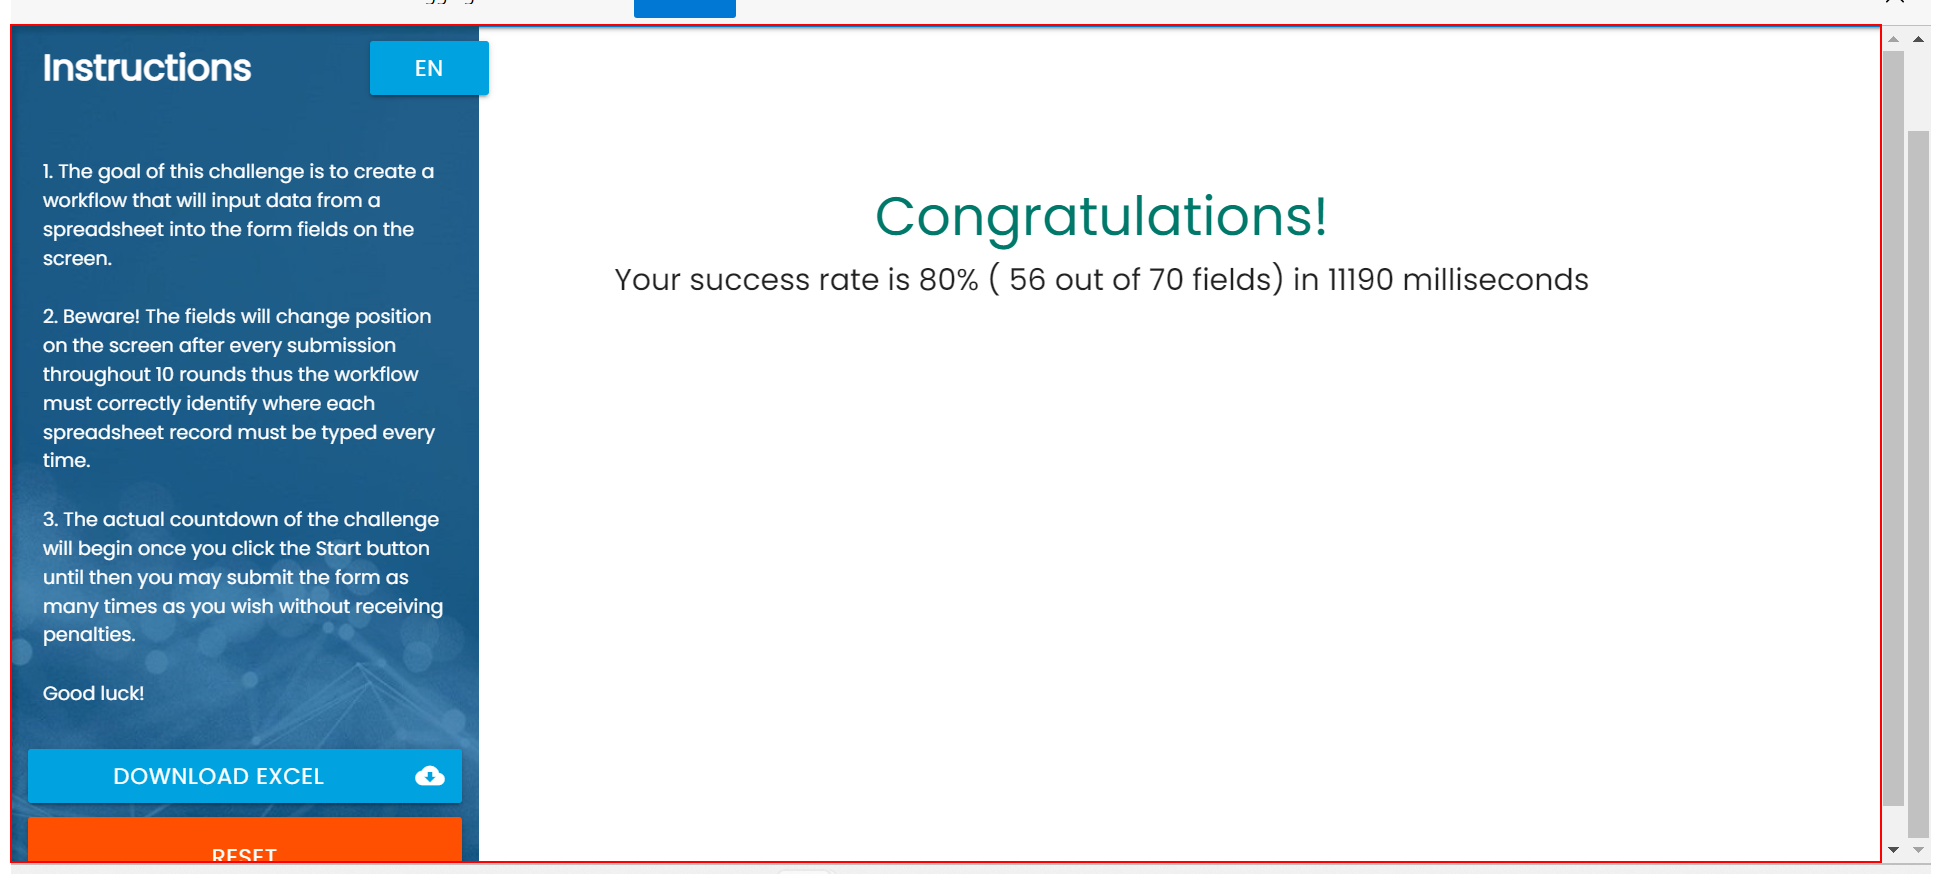 Instructions
EN
1. The goal of this challenge is to create a
workflow that will input data from a
spreadsheet into the form fields on the
screen.
2. Beware! The fields will change position
on the screen after every submission
throughout 10 rounds thus the workflow
must correctly identify where each
spreadsheet record must be typed every
time.
3. The actual countdown of the challenge
will begin once you click the Start button
until then you may submit the form as
many times as you wish without receiving
penalties.
Good luck!
DOWNLOAD EXCEL
RESET
Congratulations!
Your success rate is 80% ( 56 out of 70 fields) in 11190 milliseconds